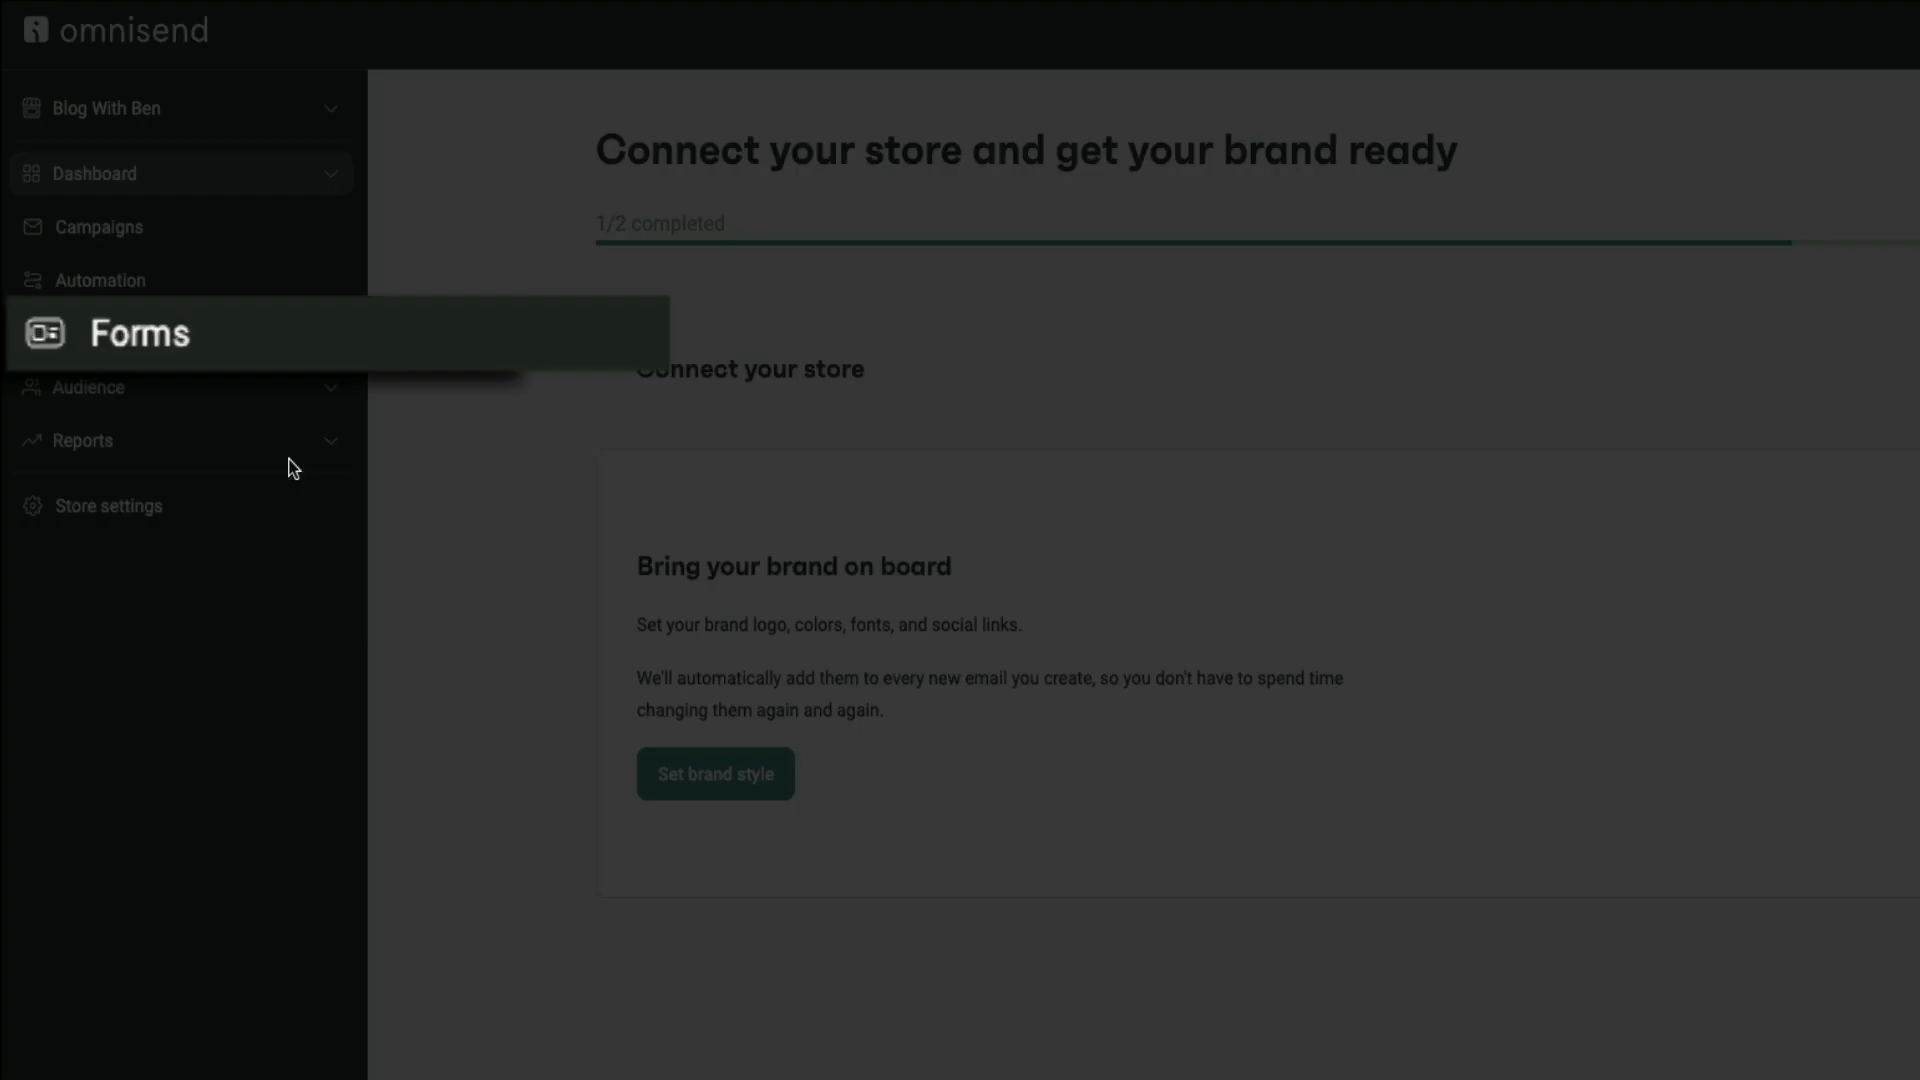 omnisend
Blog With Ben
Dashboard
Campaigns
Automation
Forms
Audience
Reports
Store settings
Connect your store and get your brand ready
1/2 completed
Connect your store
Bring your brand on board
Set your brand logo, colors, fonts, and social links.
We'll automatically add them to every new email you create, so you don't have to spend time
changing them again and again.
Set brand style